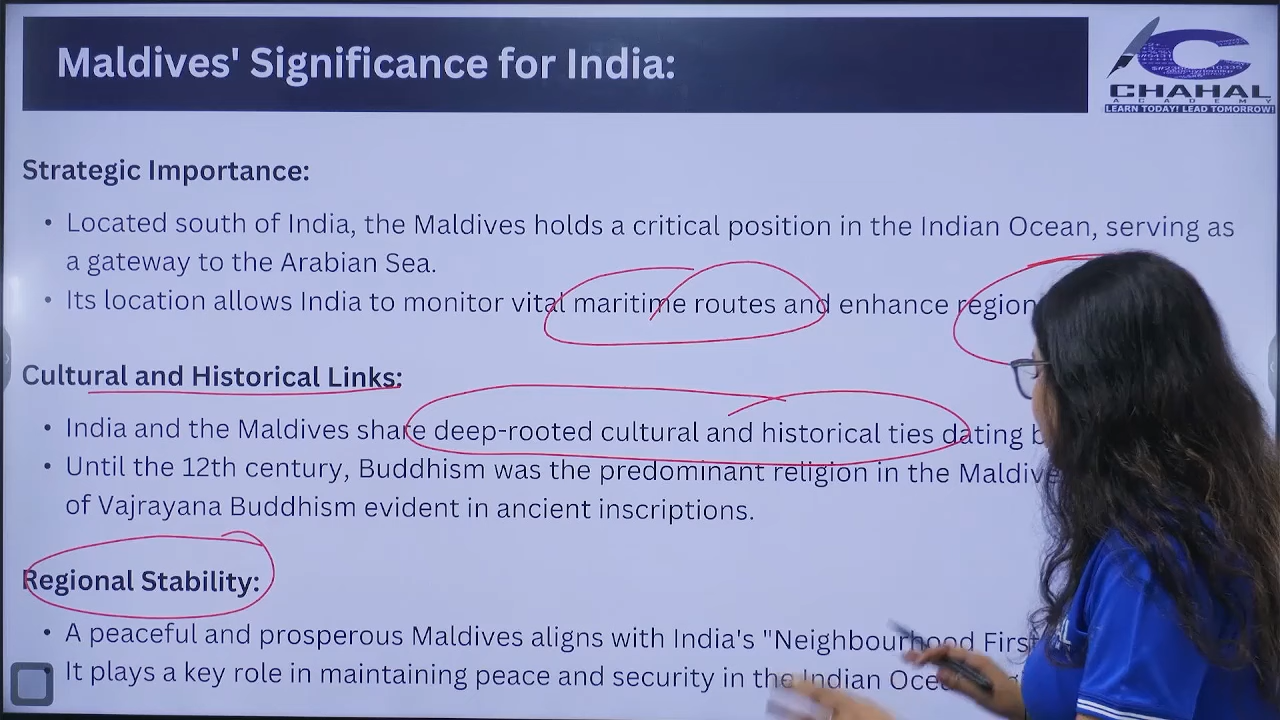 Maldives' Significance for India:
CHAHAL
ACADEMY
LEARN TODAY! LEAD TOMORROW!
Strategic Importance:
• Located south of India, the Maldives holds a critical position in the Indian Ocean, serving as
a gateway to the Arabian Sea.
• Its location allows India to monitor vital maritime routes and enhance region
Cultural and Historical Links:
• India and the Maldives share deep-rooted cultural and historical ties dating
• Until the 12th century, Buddhism was the predominant religion in the Maldive
of Vajrayana Buddhism evident in ancient inscriptions.
Regional Stability:
• A peaceful and prosperous Maldives aligns with India's "Neighbourhood First
• It plays a key role in maintaining peace and security in the Indian